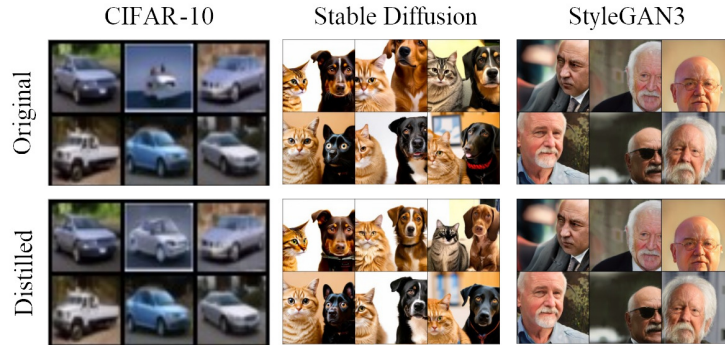 CIFAR-10
Stable Diffusion
StyleGAN3
Original
Distilled